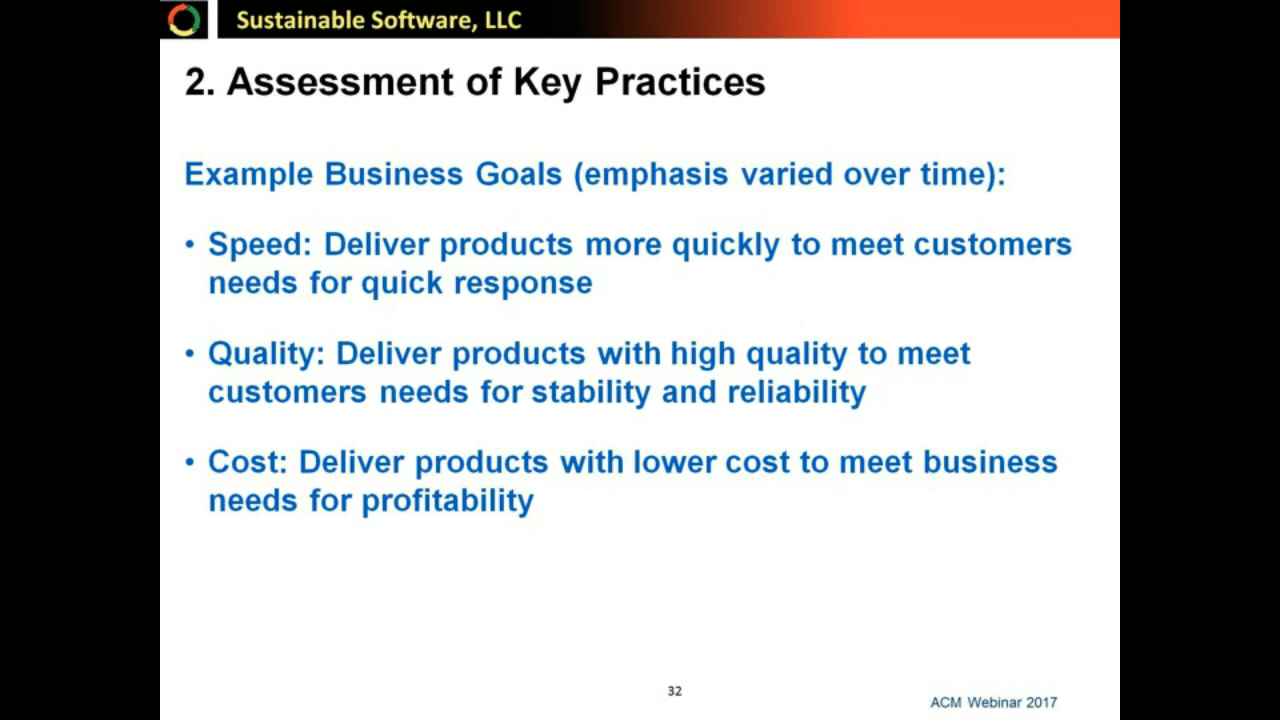 Sustainable Software, LLC
2. Assessment of Key Practices
Example Business Goals (emphasis varied over time):
• Speed: Deliver products more quickly to meet customers
needs for quick response
• Quality: Deliver products with high quality to meet
customers needs for stability and reliability
• Cost: Deliver products with lower cost to meet business
needs for profitability
32
ACM Webinar 2017